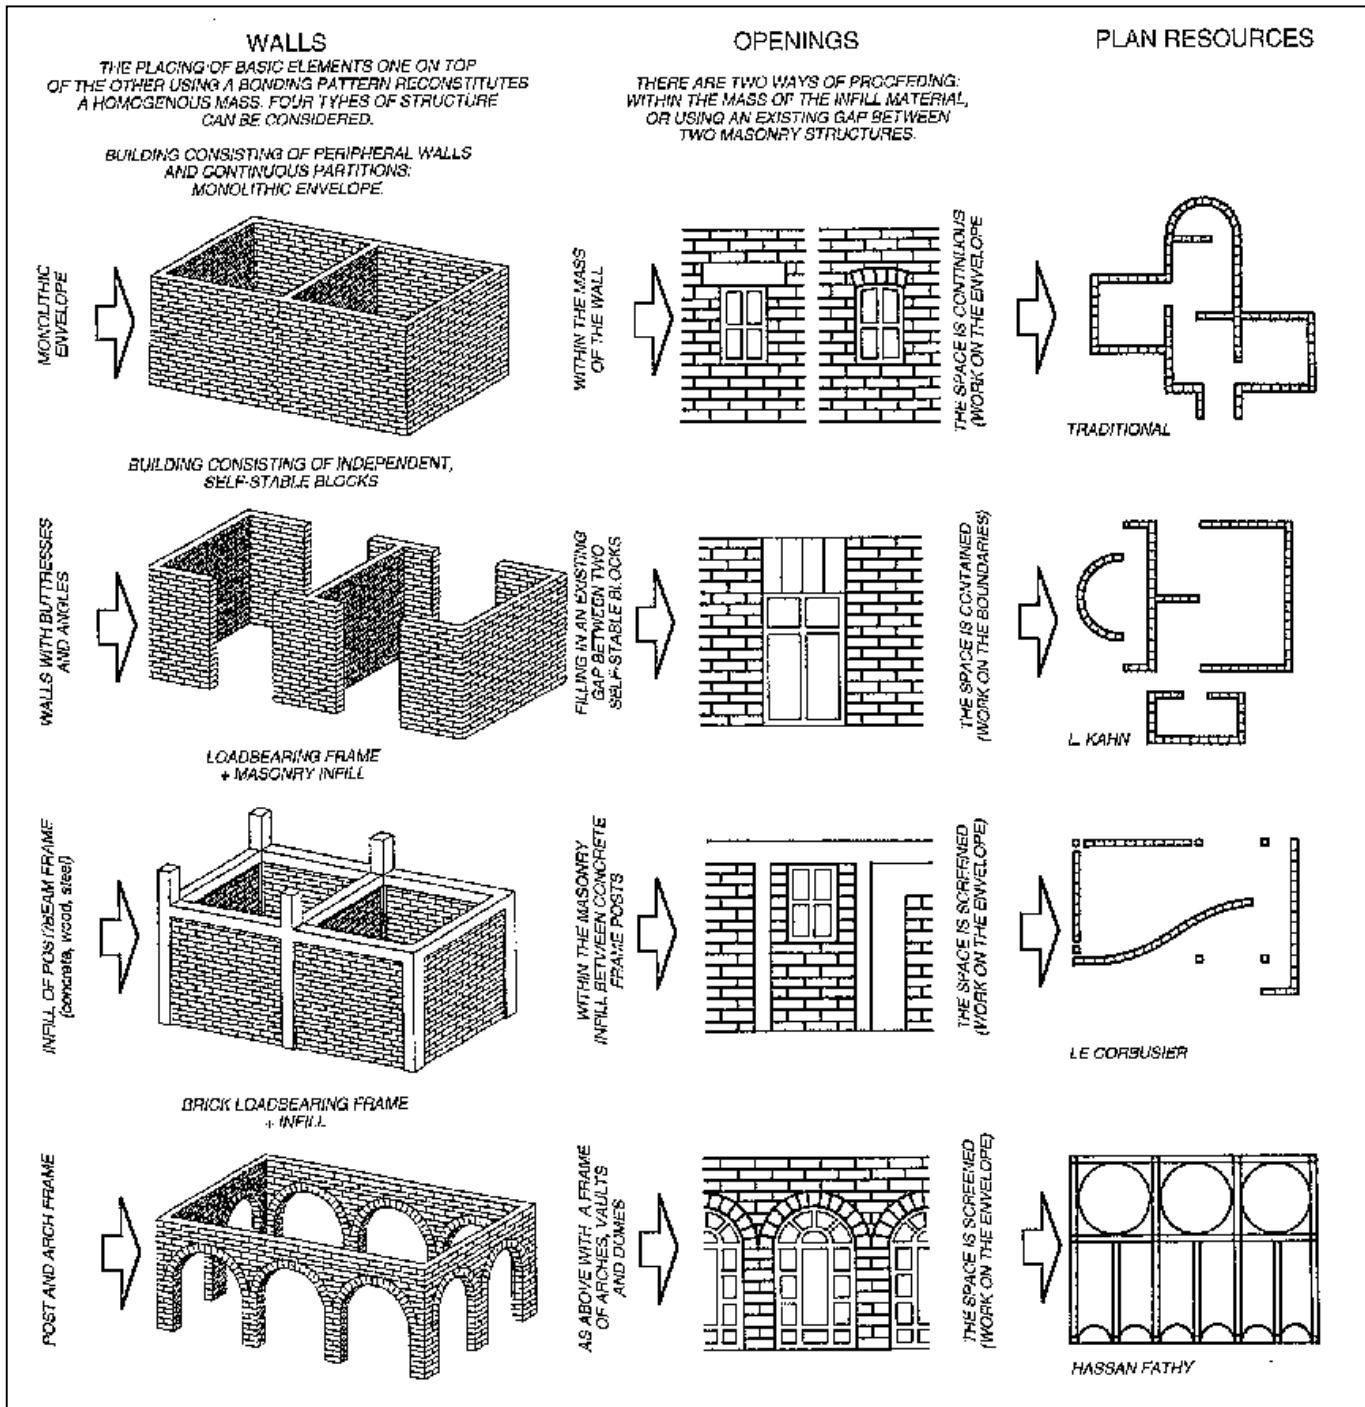 WALLS
THE PLACING OF BASIC ELEMENTS ONE ON TOP
OF THE OTHER USING A BONDING PATTERN RECONSTITUTES
A HOMOGENOUS MASS. FOUR TYPES OF STRUCTURE
CAN BE CONSIDERED.
OPENINGS
THERE ARE TWO WAYS OF PROCEEDING:
WITHIN THE MASS OF THE INFILL MATERIAL,
OR USING AN EXISTING GAP BETWEEN
TWO MASONRY STRUCTURES.
PLAN RESOURCES
BUILDING CONSISTING OF PERIPHERAL WALLS
AND CONTINUOUS PARTITIONS:
MONOLITHIC ENVELOPE.
MONOLITHIC
ENVELOPE
WITHIN THE MASS
OF THE WALL
THE SPACE IS CONTINUOUS
(WORK ON THE ENVELOPE
TRADITIONAL
BUILDING CONSISTING OF INDEPENDENT,
SELF-STABLE BLOCKS
WALLS WITH BUTTRESSES
AND ANGLES
FILLING IN AN EXISTING
GAP BETWEEN TWO
SELF-STABLE BLOCKS
THE SPACE IS CONTAINED
(WORK ON THE BOUNDARIES)
L. KAHN
LOADBEARING FRAME
+ MASONRY INFILL
INFILL OF POST/BEAM FRAME
(concrete, wood, steel)
WITHIN THE MASONRY
INFILL BETWEEN CONCRETE
FRAME POSTS
THE SPACE IS SCREENED
(WORK ON THE ENVELOPE)
LE CORBUSIER
BRICK LOADBEARING FRAME
+ INFILL
POST AND ARCH FRAME
AS ABOVE WITH A FRAME
OF ARCHES, VAULTS
AND DOMES
THE SPACE IS SCREENED
(WORK ON THE ENVELOPE)
HASSAN FATHY